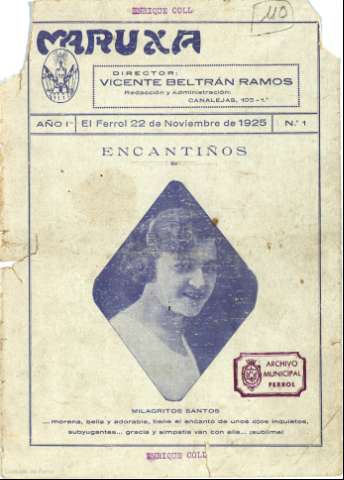 ENRIQUE COLL
110
MARUXA
DIRECTOR:
VICENTE BELTRÁN RAMOS
Redacción y Administración:
CANALEJAS, 103-1.º
AÑO I El Ferrol 22 de Noviembre de 1925 N.º 1
ENCANTIÑOS
ARCHIVO
MUNICIPAL
FERROL
MILAGRITOS SANTOS
... morena, bella y adorable, tiene el encanto de unos ojos inquietos,
subyugantes... gracia y simpatía van con ella... (sublime)
ENRIQUE COLL